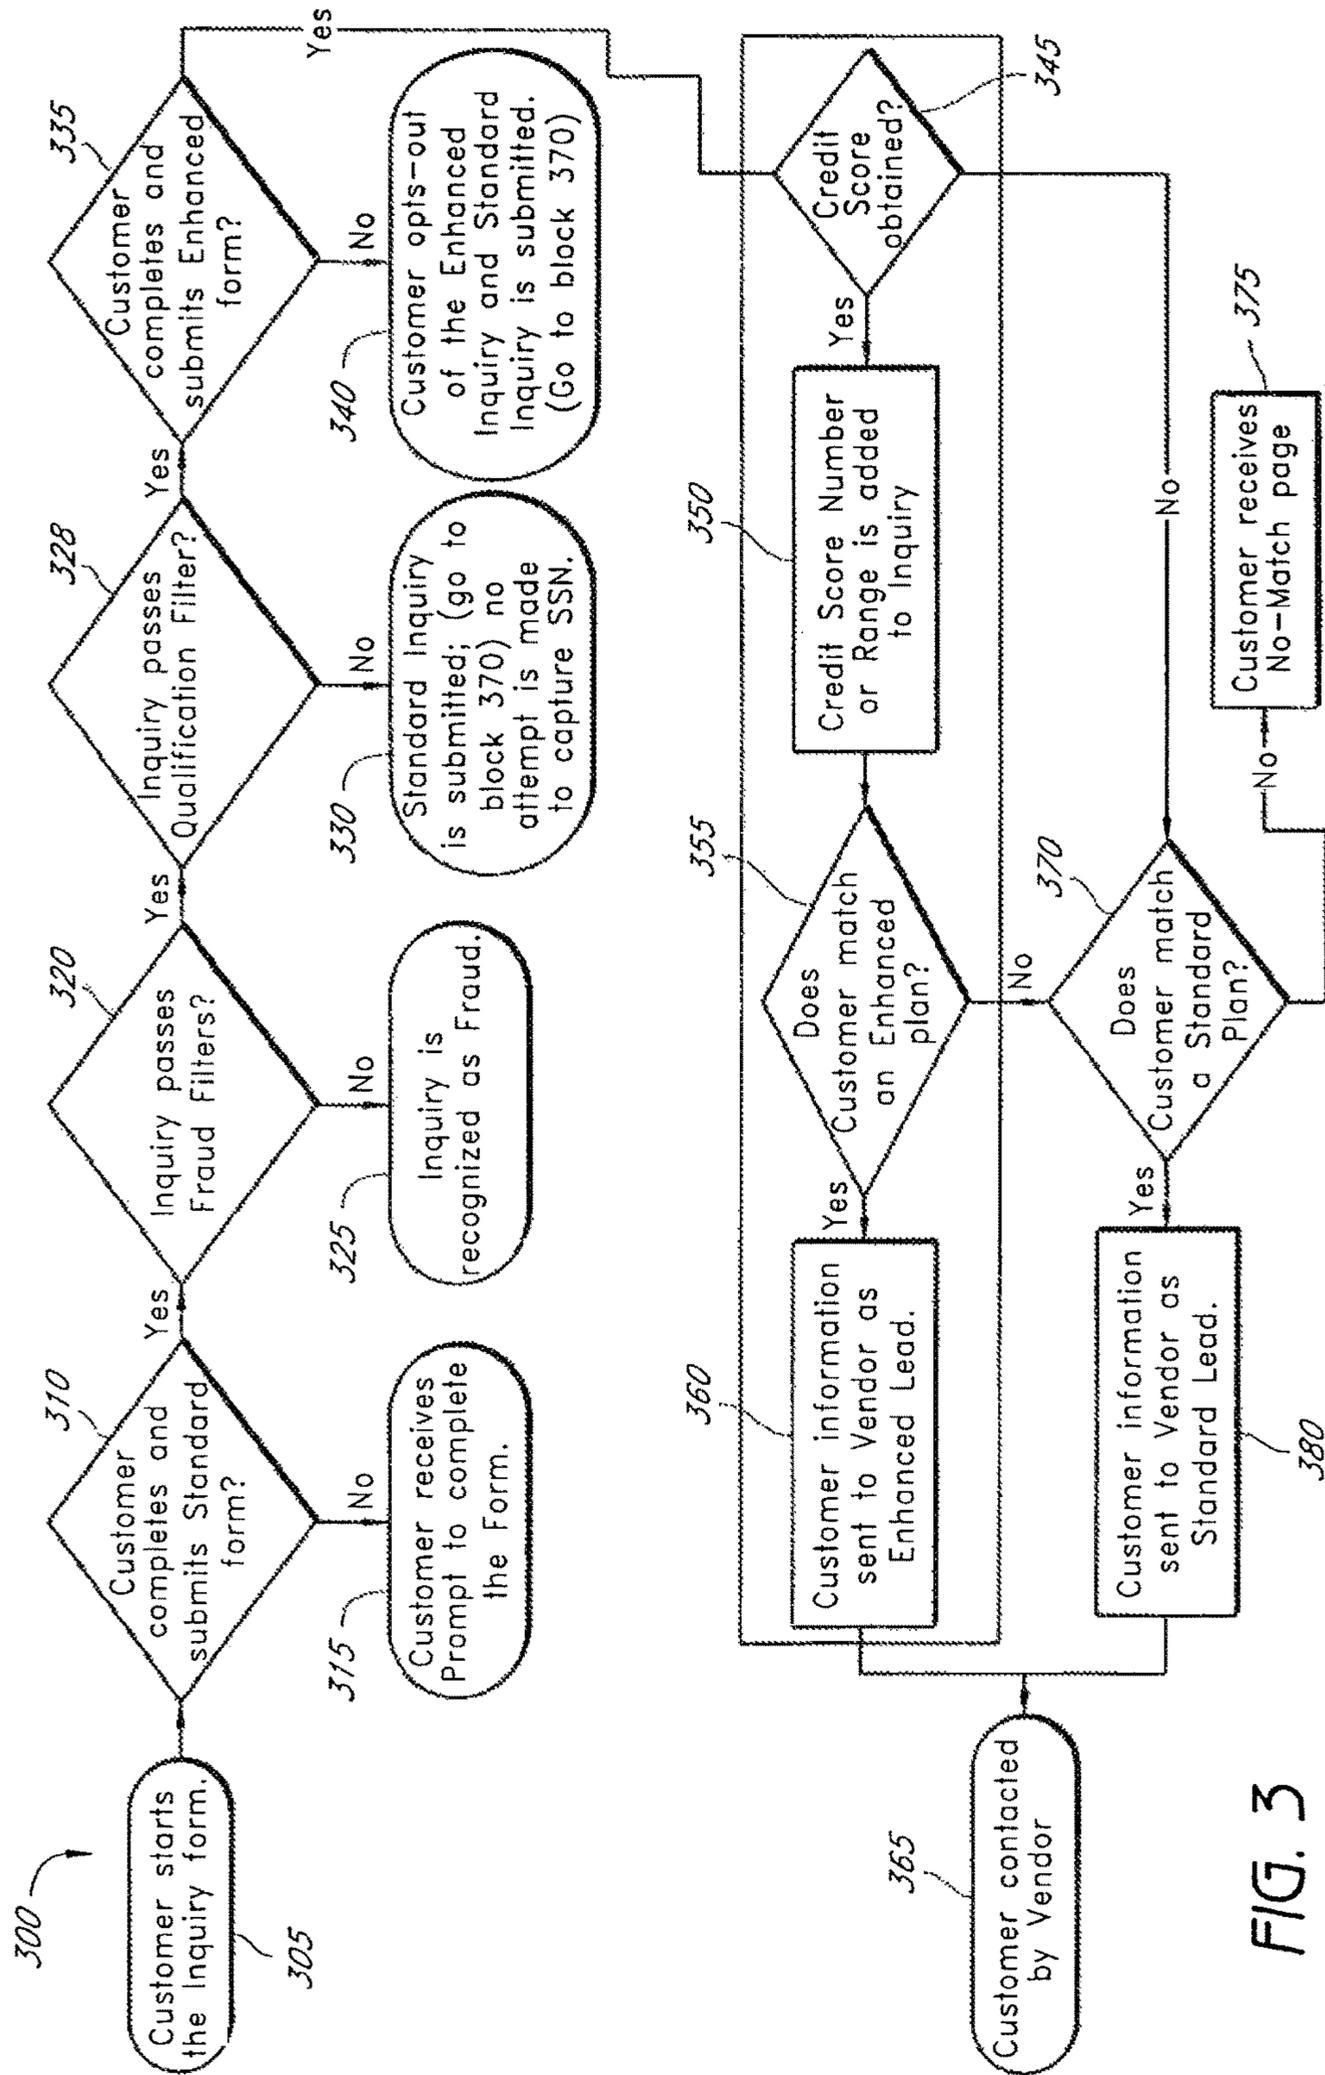 300
305
Customer starts
the Inquiry form.
310
Customer
completes and
submits Standard
form?
Yes
No
315
Customer receives
Prompt to complete
the Form.
320
Inquiry passes
Fraud Filters?
Yes
No
325
Inquiry is
recognized as Fraud.
328
Inquiry passes
Qualification Filter?
Yes
No
330
Standard Inquiry
is submitted; (go to
block 370) no
attempt is made
to capture SSN.
335
Customer
completes and
submits Enhanced
form?
Yes
No
340
Customer opts-out
of the Enhanced
Inquiry and Standard
Inquiry is submitted.
(Go to block 370)
345
Credit
Score
obtained?
Yes
No
350
Credit Score Number
or Range is added
to Inquiry
355
Does
Customer match
an Enhanced
plan?
Yes
No
360
Customer information
sent to Vendor as
Enhanced Lead.
365
Customer contacted
by Vendor
370
Does
Customer match
a Standard
Plan?
Yes
No
375
Customer receives
No-Match page
380
Customer information
sent to Vendor as
Standard Lead.
FIG. 3